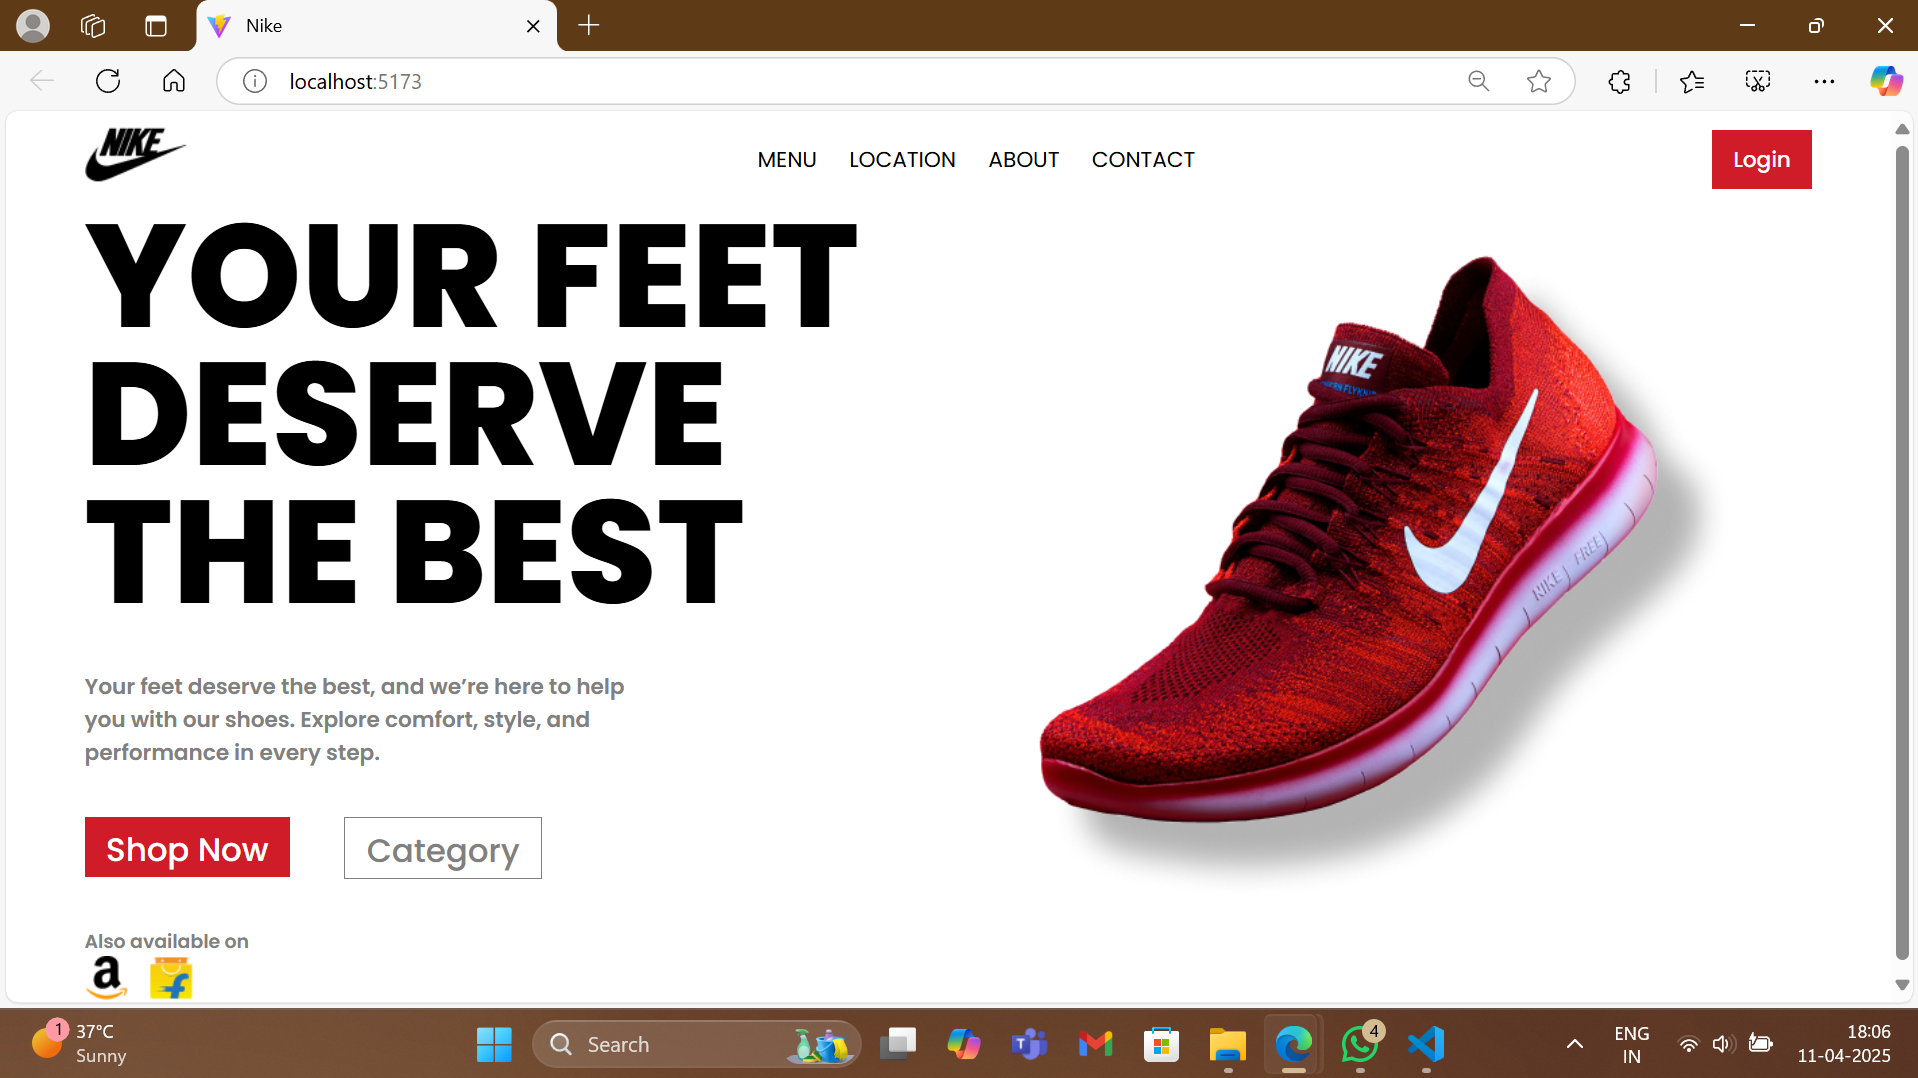 Nike
localhost:5173
NIKE
MENU LOCATION ABOUT CONTACT
Login
YOUR FEET
DESERVE
THE BEST
NIKE
NIKE FREE
Your feet deserve the best, and we’re here to help
you with our shoes. Explore comfort, style, and
performance in every step.
Shop Now
Category
Also available on
a
f
1
37°C
Sunny
Search
T
4
ENG
IN
18:06
11-04-2025